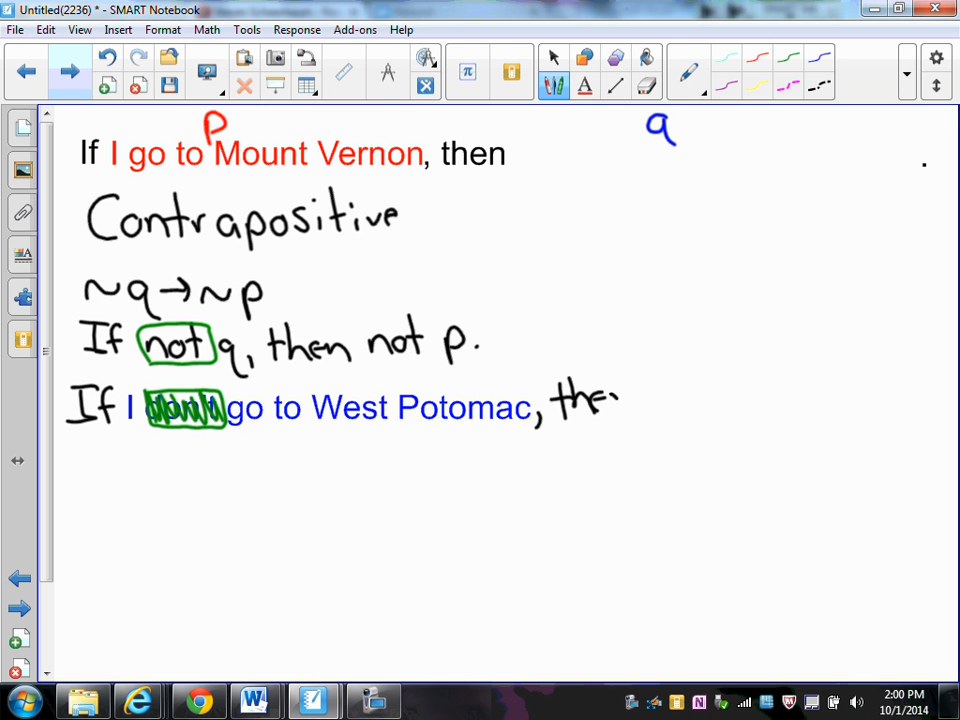 Untitled(2236) * - SMART Notebook
File Edit View Insert Format Math Tools Response Add-ons Help
p q
If I go to Mount Vernon, then .
Contrapositive
~q→~p
If not q, then not p.
If I don't go to West Potomac, the
2:00 PM
10/1/2014